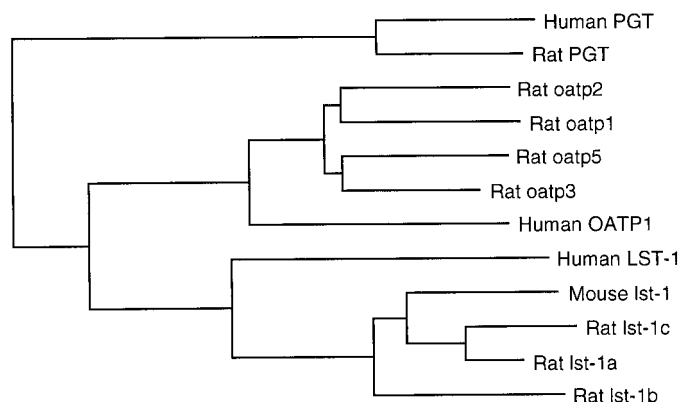 Human PGT
Rat PGT
Rat oatp2
Rat oatp1
Rat oatp5
Rat oatp3
Human OATP1
Human LST-1
Mouse lst-1
Rat lst-1c
Rat lst-1a
Rat lst-1b